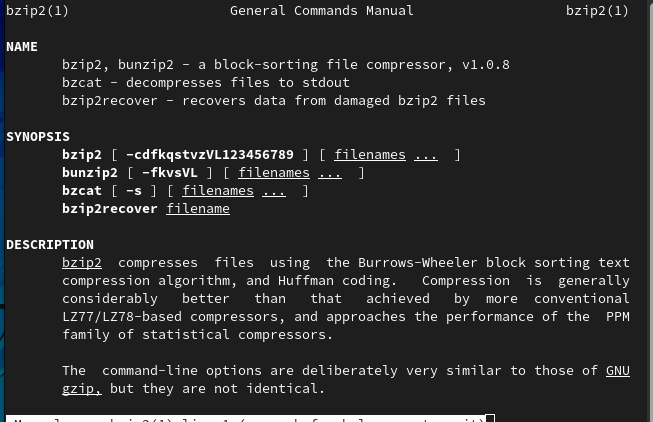 bzip2(1) General Commands Manual bzip2(1)
NAME
bzip2, bunzip2 - a block-sorting file compressor, v1.0.8
bzcat - decompresses files to stdout
bzip2recover - recovers data from damaged bzip2 files
SYNOPSIS
bzip2 [ -cdfkqstvzVL123456789 ] [ filenames ... ]
bunzip2 [ -fkvsVL ] [ filenames ... ]
bzcat [ -s ] [ filenames ... ]
bzip2recover filename
DESCRIPTION
bzip2 compresses files using the Burrows-Wheeler block sorting text
compression algorithm, and Huffman coding. Compression is generally
considerably better than that achieved by more conventional
LZ77/LZ78-based compressors, and approaches the performance of the PPM
family of statistical compressors.
The command-line options are deliberately very similar to those of GNU
gzip, but they are not identical.